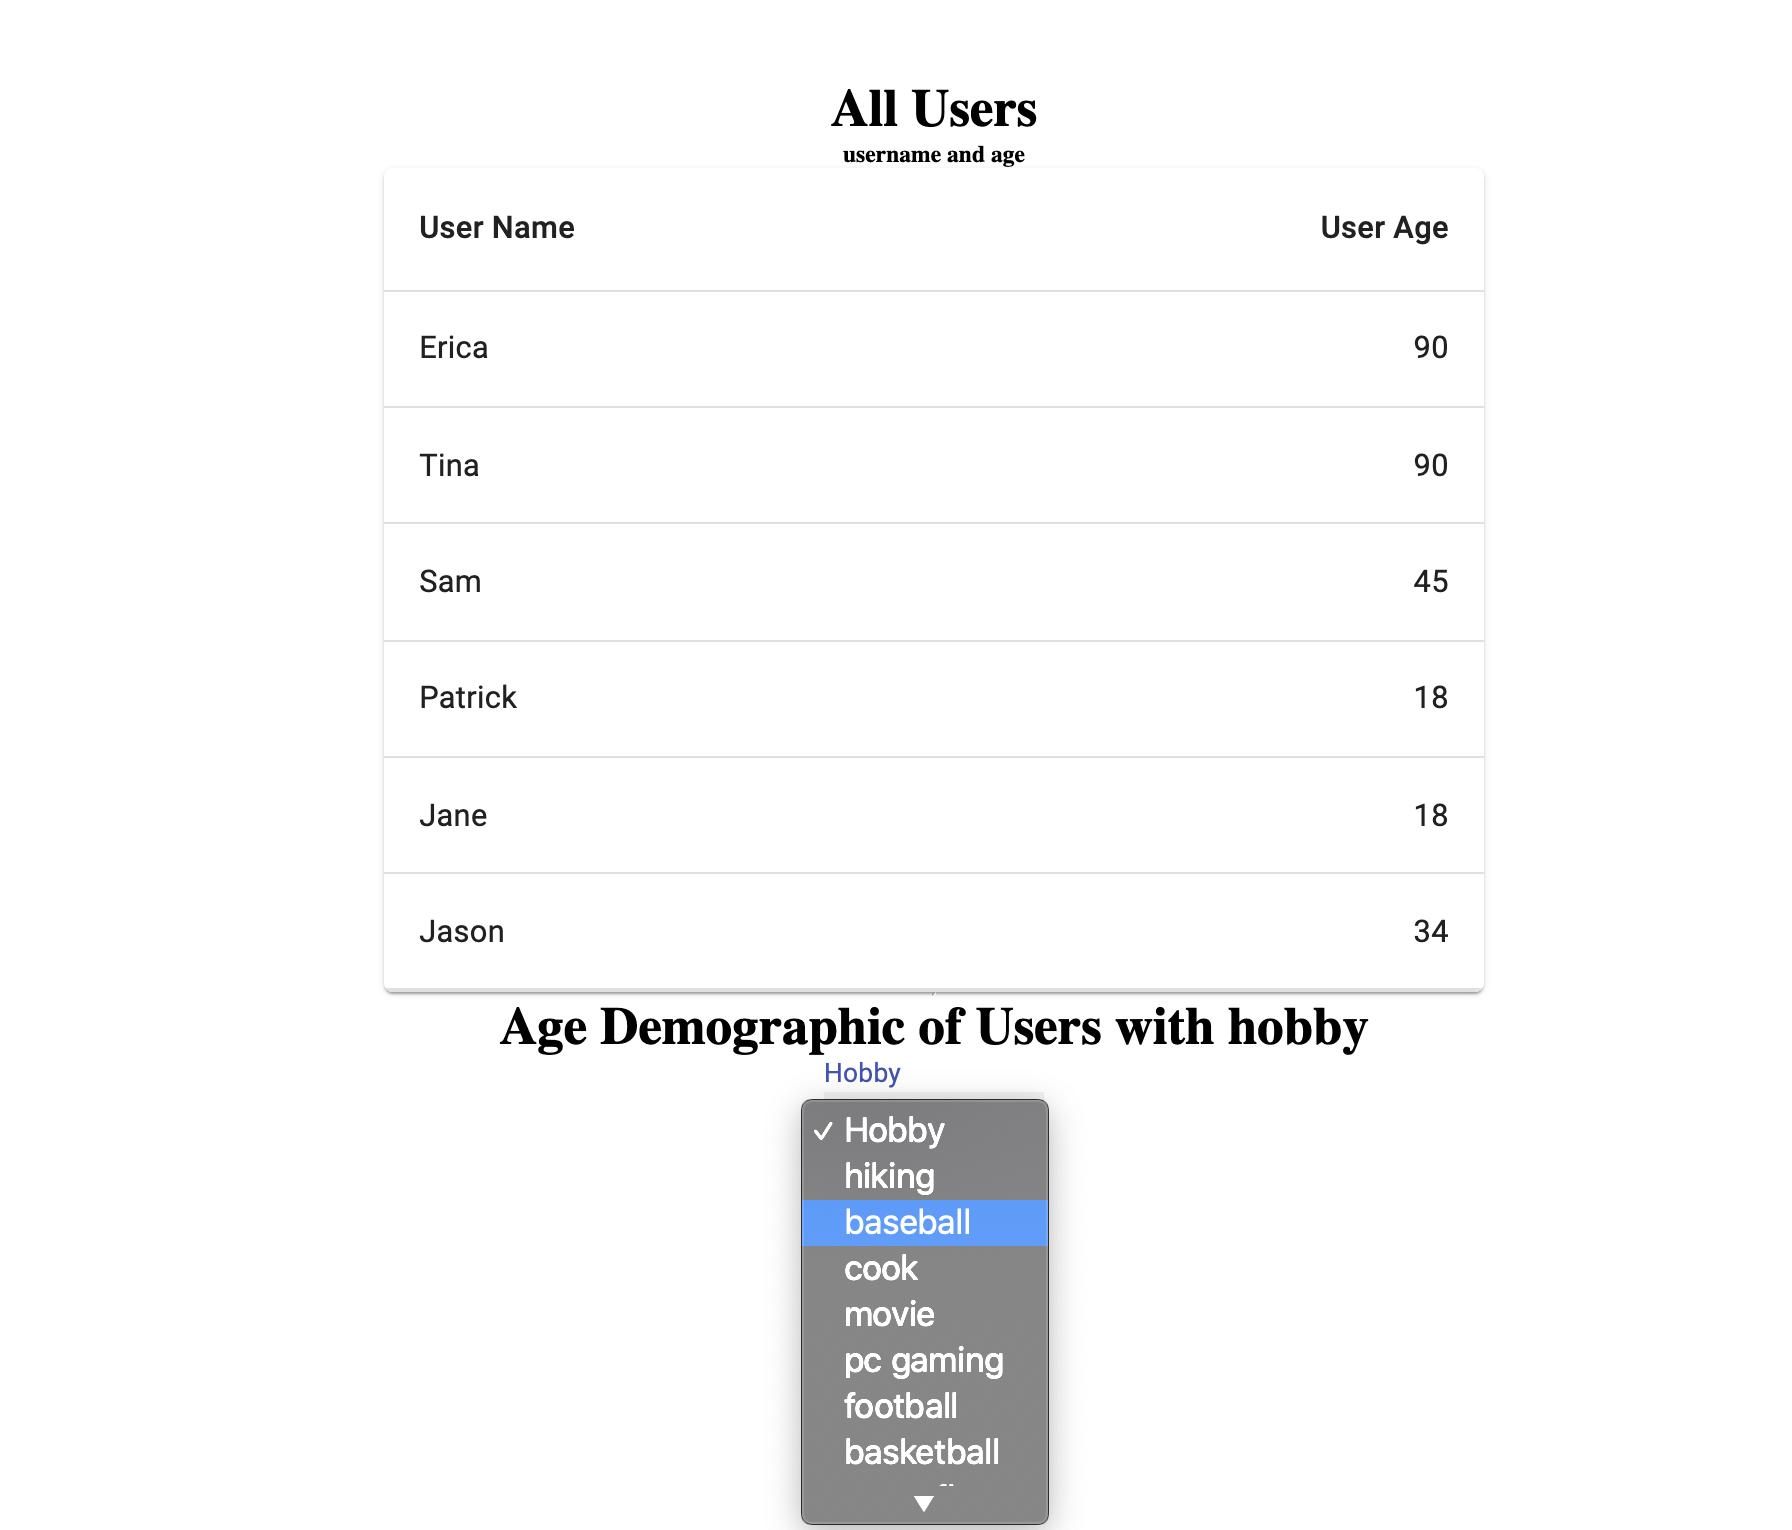 All Users
username and age
User Name User Age
Erica 90
Tina 90
Sam 45
Patrick 18
Jane 18
Jason 34
Age Demographic of Users with hobby
Hobby
✓ Hobby
hiking
baseball
cook
movie
pc gaming
football
basketball